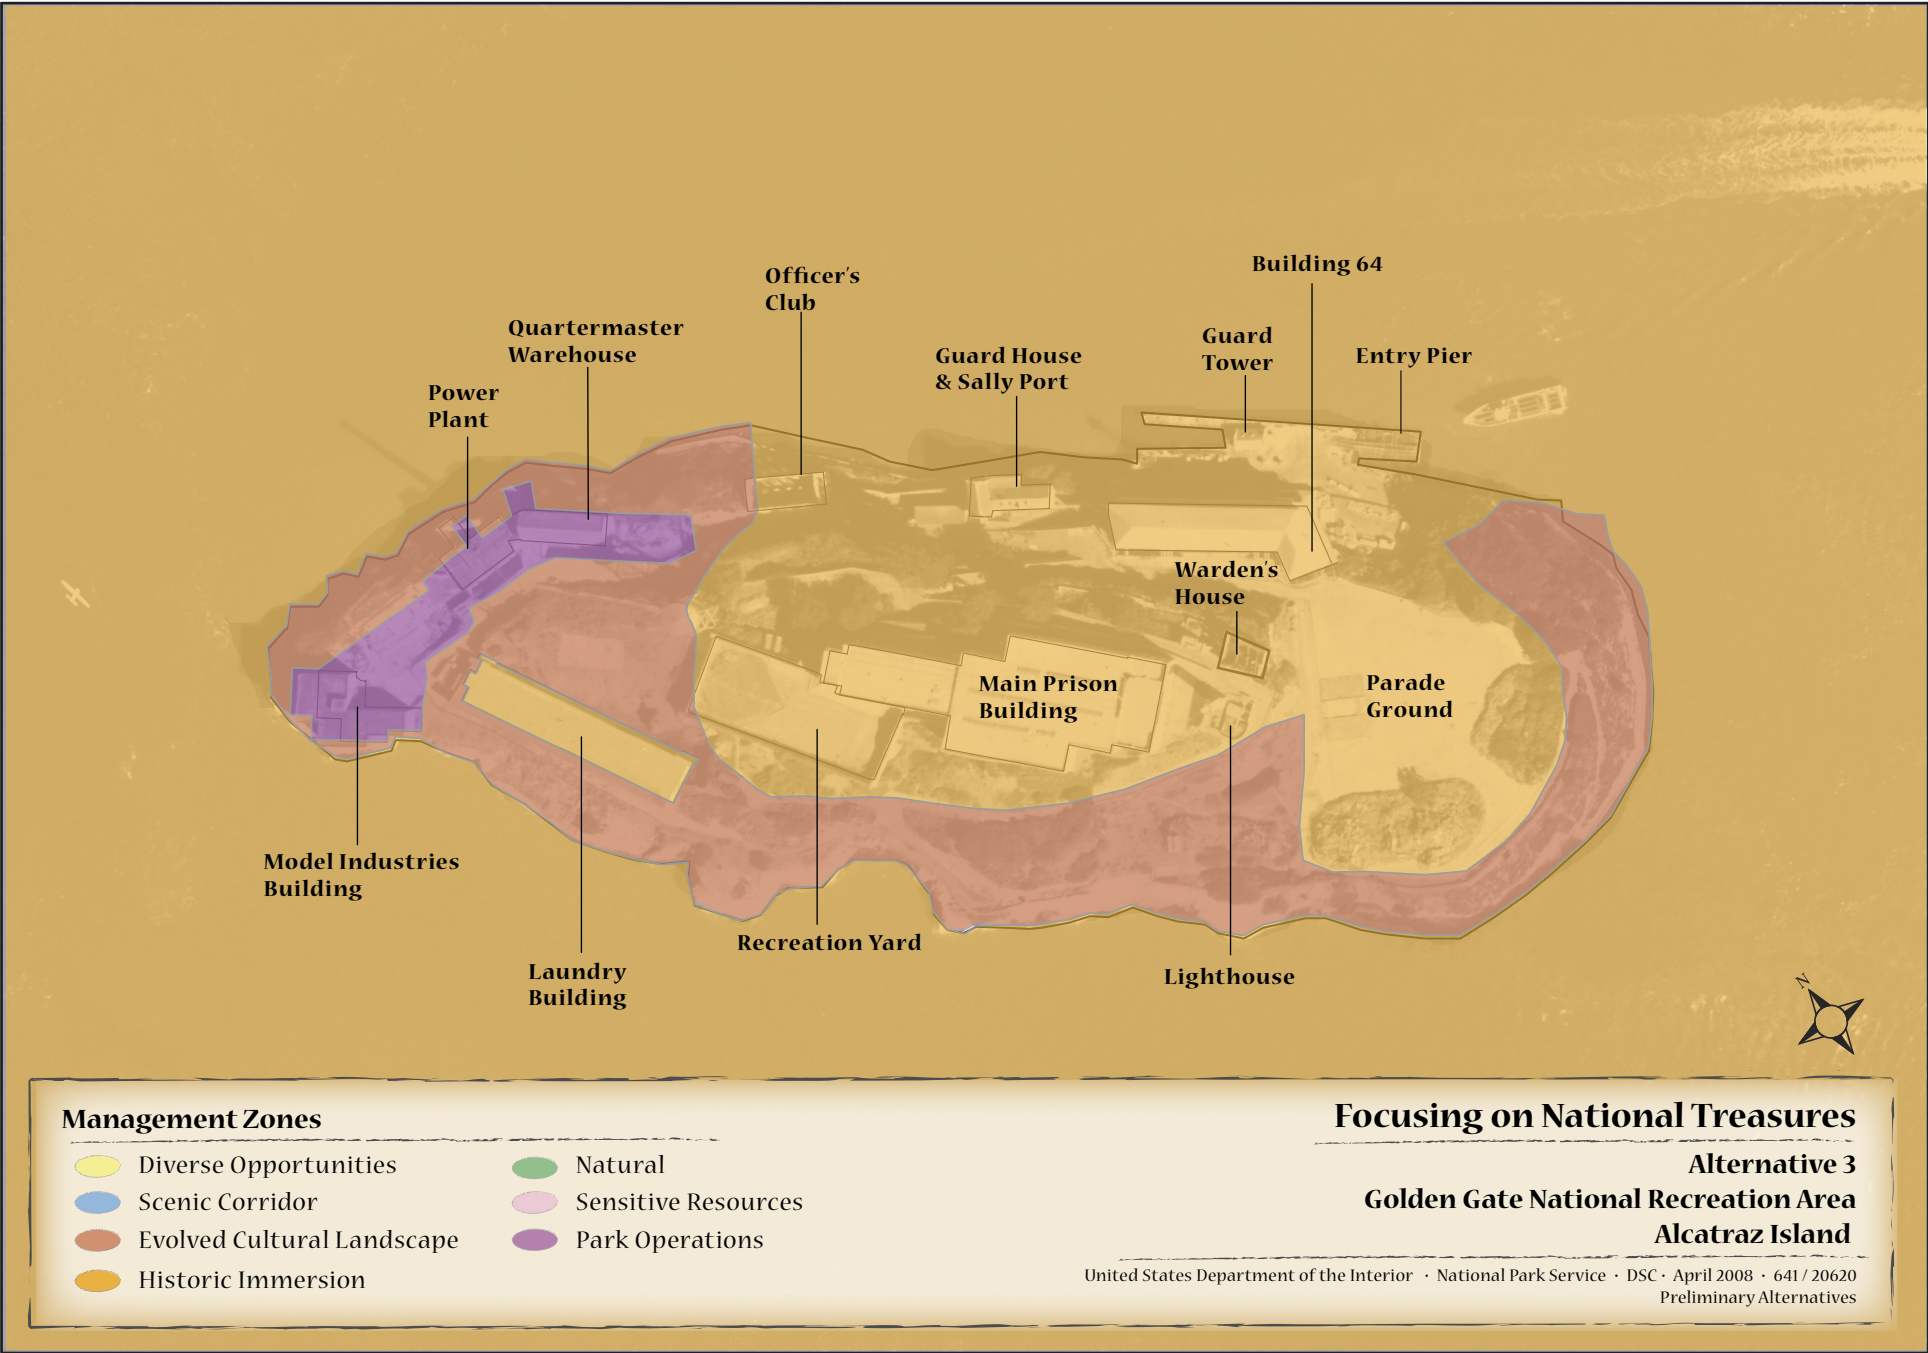 Building 64
Officer's
Club
Quartermaster
Warehouse
Guard
Tower
Guard House
& Sally Port
Entry Pier
Power
Plant
Warden's
House
Main Prison
Building
Parade
Ground
Model Industries
Building
Recreation Yard
Laundry
Building
Lighthouse
N
Management Zones
Diverse Opportunities
Scenic Corridor
Evolved Cultural Landscape
Historic Immersion
Natural
Sensitive Resources
Park Operations
Focusing on National Treasures
Alternative 3
Golden Gate National Recreation Area
Alcatraz Island
United States Department of the Interior · National Park Service · DSC · April 2008 · 641 / 20620
Preliminary Alternatives